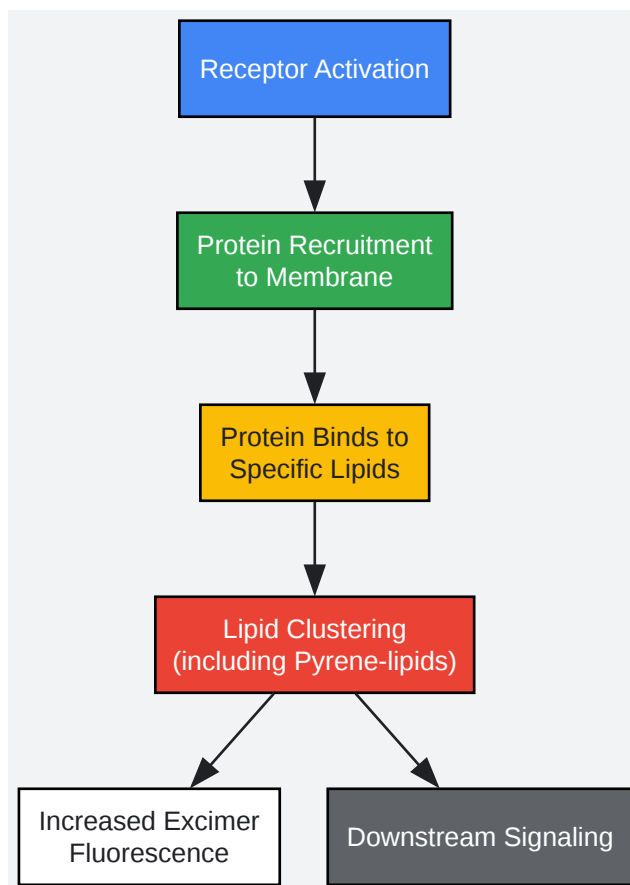 Receptor Activation
Protein Recruitment
to Membrane
Protein Binds to
Specific Lipids
Lipid Clustering
(including Pyrene-lipids)
Increased Excimer
Fluorescence
Downstream Signaling